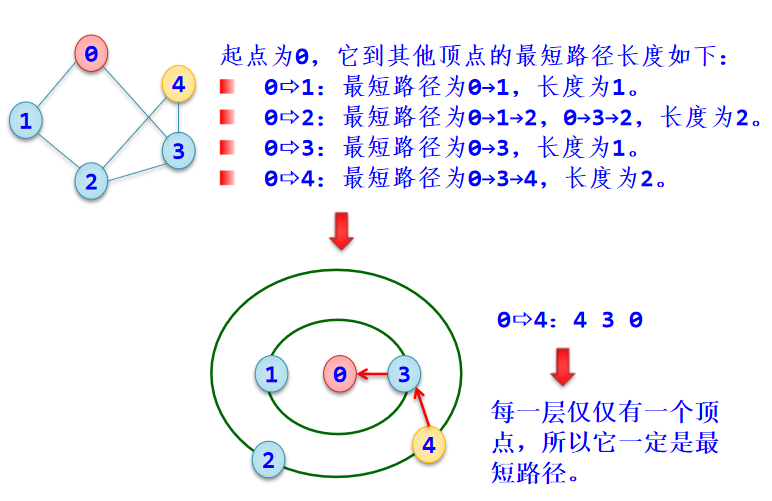 0
4
1
3
2
起点为0，它到其他顶点的最短路径长度如下：
0⇨1：最短路径为0→1，长度为1。
0⇨2：最短路径为0→1→2，0→3→2，长度为2。
0⇨3：最短路径为0→3，长度为1。
0⇨4：最短路径为0→3→4，长度为2。
1
0
3
4
2
0⇨4：4 3 0
每一层仅仅有一个顶
点，所以它一定是最
短路径。